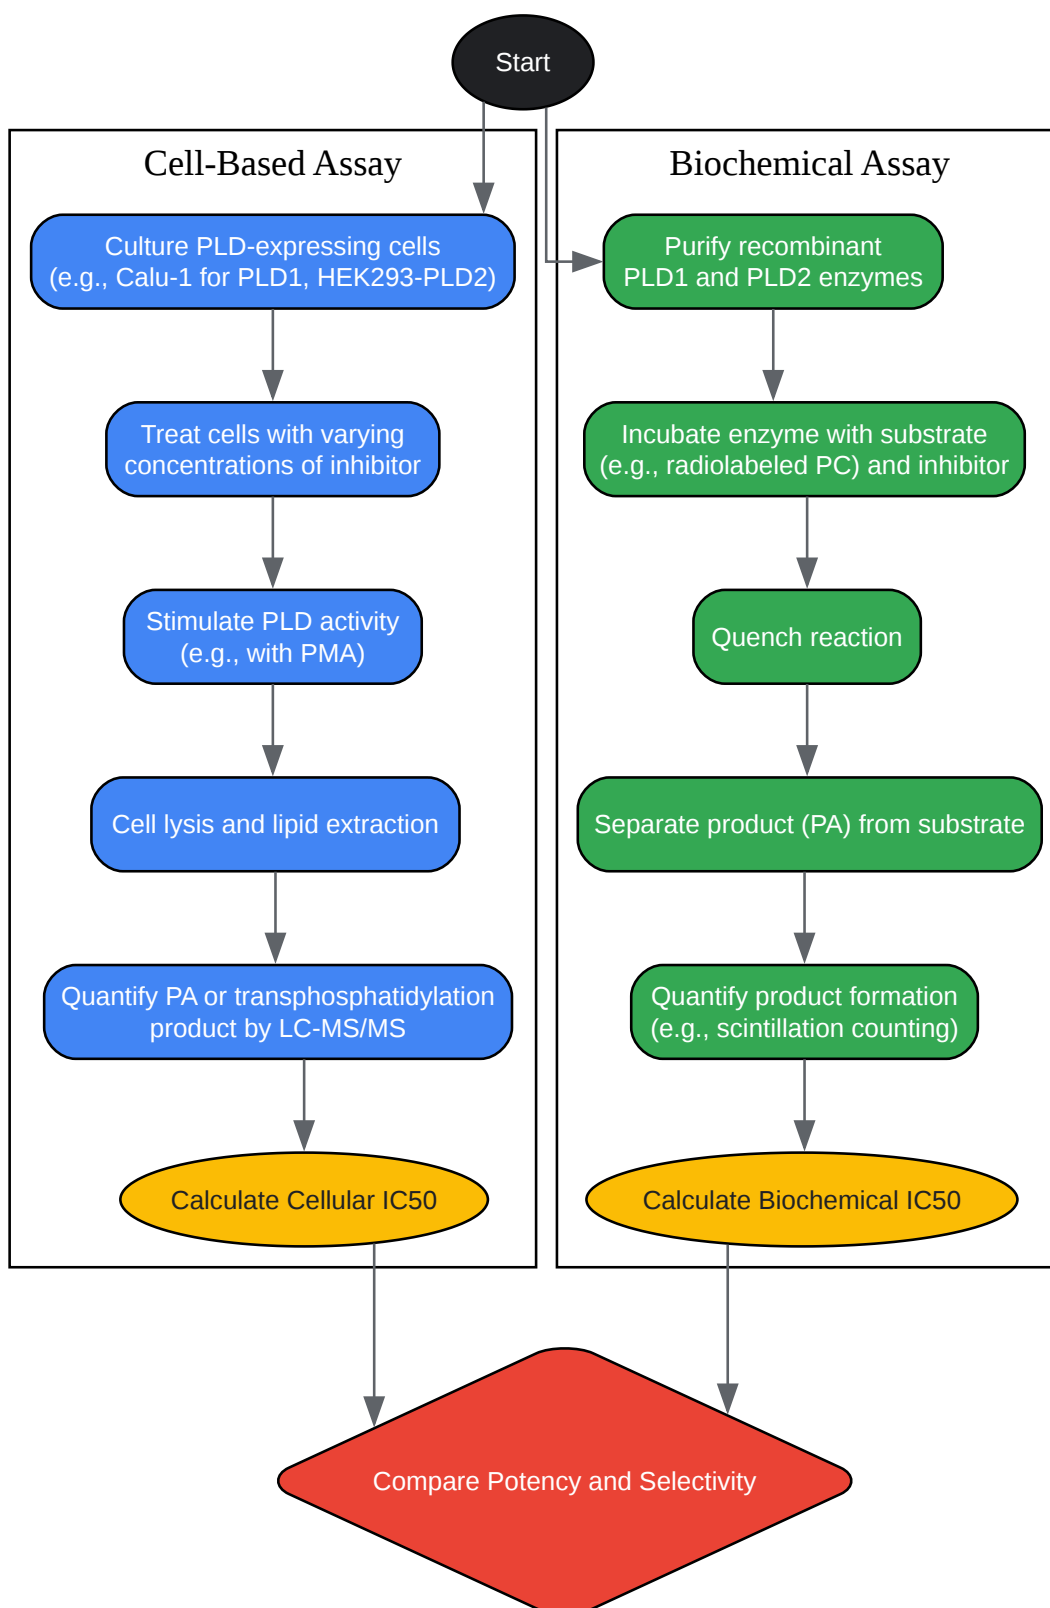 Start
Cell-Based Assay
Culture PLD-expressing cells
(e.g., Calu-1 for PLD1, HEK293-PLD2)
Treat cells with varying
concentrations of inhibitor
Stimulate PLD activity
(e.g., with PMA)
Cell lysis and lipid extraction
Quantify PA or transphosphatidylation
product by LC-MS/MS
Calculate Cellular IC50
Biochemical Assay
Purify recombinant
PLD1 and PLD2 enzymes
Incubate enzyme with substrate
(e.g., radiolabeled PC) and inhibitor
Quench reaction
Separate product (PA) from substrate
Quantify product formation
(e.g., scintillation counting)
Calculate Biochemical IC50
Compare Potency and Selectivity